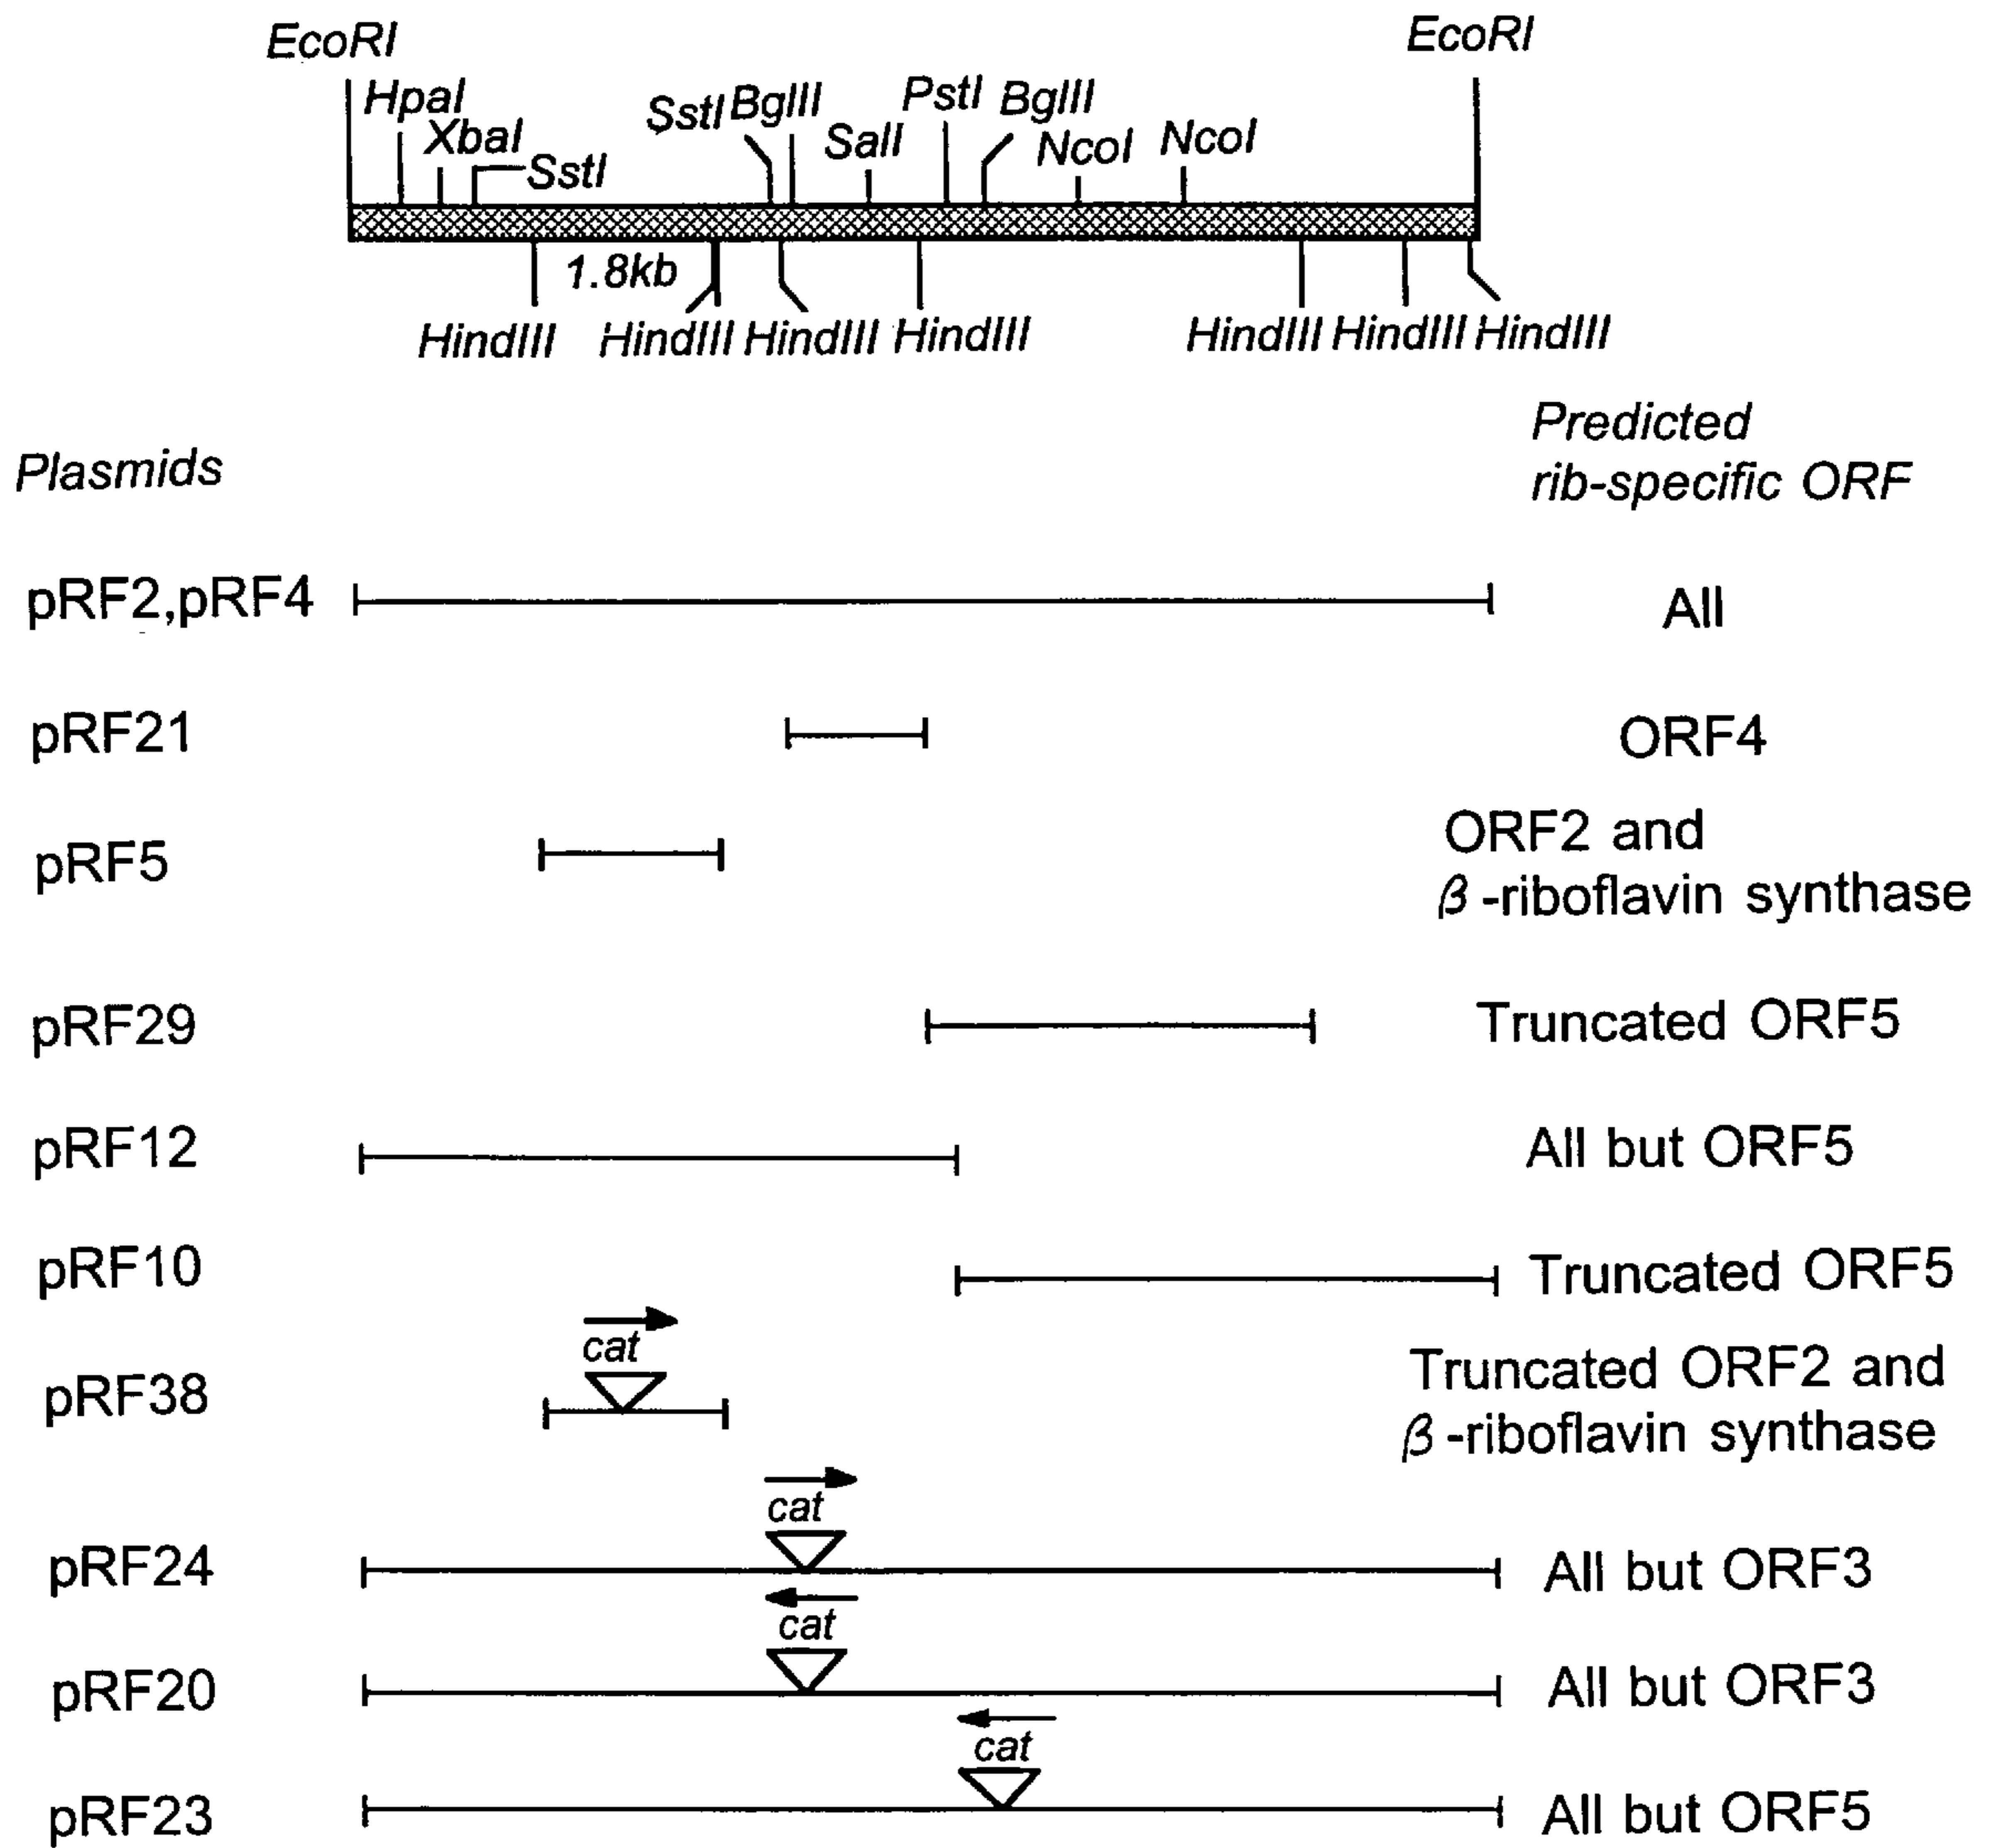 EcoRI EcoRI
HpaI SstI BglII PstI BglII
XbaI SstI SalI NcoI NcoI
1.8kb
HindIII HindIII HindIII HindIII HindIII HindIII HindIII
Plasmids
Predicted
rib-specific ORF
pRF2,pRF4 All
pRF21 ORF4
pRF5 ORF2 and
β-riboflavin synthase
pRF29 Truncated ORF5
pRF12 All but ORF5
pRF10 Truncated ORF5
cat
pRF38 Truncated ORF2 and
β-riboflavin synthase
cat
pRF24 All but ORF3
cat
pRF20 All but ORF3
cat
pRF23 All but ORF5